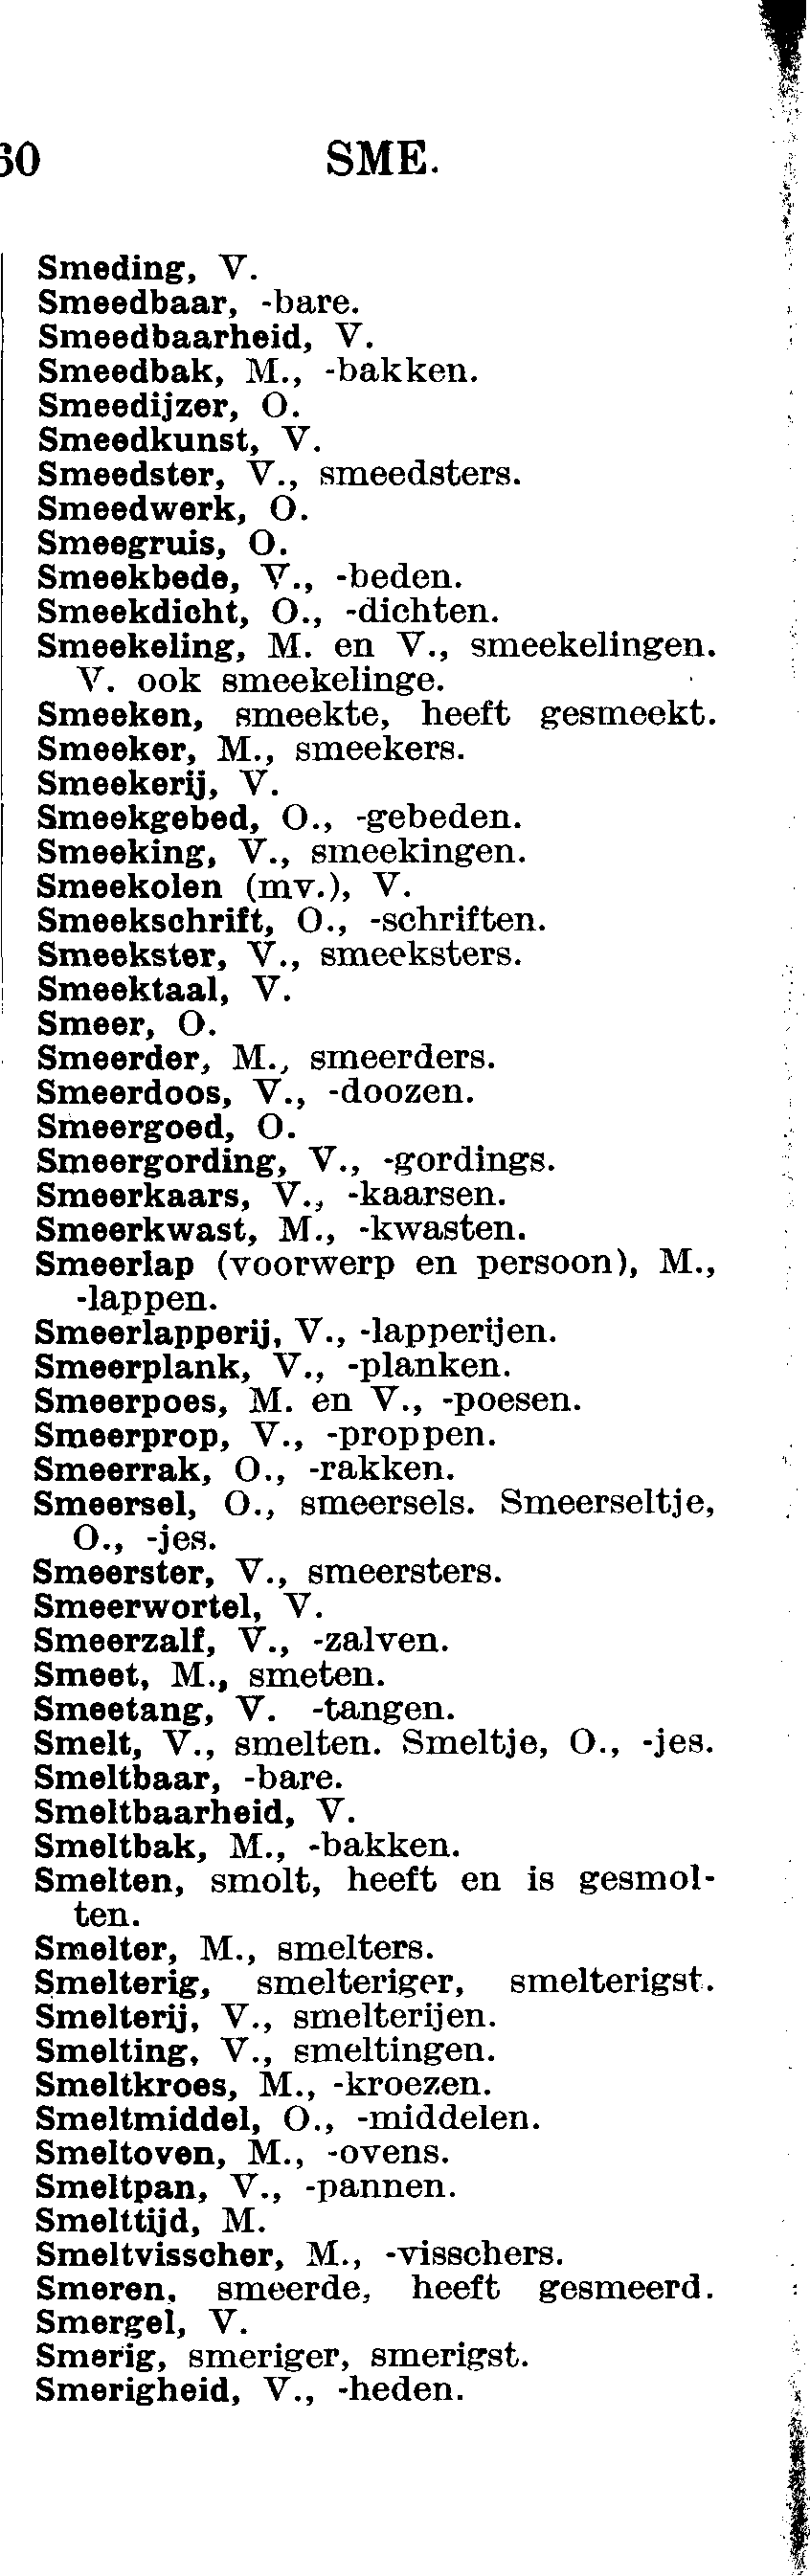 60 SME.
Smeding, V.
Smeedbaar, -bare.
Smeedbaarheid, V.
Smeedbak, M., -bakken.
Smeedijzer, O.
Smeedkunst, V.
Smeedster, V., smeedsters.
Smeedwerk, O.
Smeegruis, O.
Smeekbede, V., -beden.
Smeekdicht, O., -dichten.
Smeekeling, M. en V., smeekelingen.
V. ook smeekelinge.
Smeeken, smeekte, heeft gesmeekt.
Smeeker, M., smeekers.
Smeekerij, V.
Smeekgebed, O., -gebeden.
Smeeking, V., smeekingen.
Smeekolen (mv.), V.
Smeekschrift, O., -schriften.
Smeekster, V., smeeksters.
Smeektaal, V.
Smeer, O.
Smeerder, M., smeerders.
Smeerdoos, V., -doozen.
Smeergoed, O.
Smeergording, V., -gordings.
Smeerkaars, V., -kaarsen.
Smeerkwast, M., -kwasten.
Smeerlap (voorwerp en persoon), M.,
-lappen.
Smeerlapperij, V., -lapperijen.
Smeerplank, V., -planken.
Smeerpoes, M. en V., -poesen.
Smeerprop, V., -proppen.
Smeerrak, O., -rakken.
Smeersel, O., smeersels. Smeerseltje,
O., -jes.
Smeerster, V., smeersters.
Smeerwortel, V.
Smeerzalf, V., -zalven.
Smeet, M., smeten.
Smeetang, V. -tangen.
Smelt, V., smelten. Smeltje, O., -jes.
Smeltbaar, -bare.
Smeltbaarheid, V.
Smeltbak, M., -bakken.
Smelten, smolt, heeft en is gesmol-
ten.
Smelter, M., smelters.
Smelterig, smelteriger, smelterigst.
Smelterij, V., smelterijen.
Smelting, V., smeltingen.
Smeltkroes, M., -kroezen.
Smeltmiddel, O., -middelen.
Smeltoven, M., -ovens.
Smeltpan, V., -pannen.
Smelttijd, M.
Smeltvisscher, M., -visschers.
Smeren, smeerde, heeft gesmeerd.
Smergel, V.
Smerig, smeriger, smerigst.
Smerigheid, V., -heden.